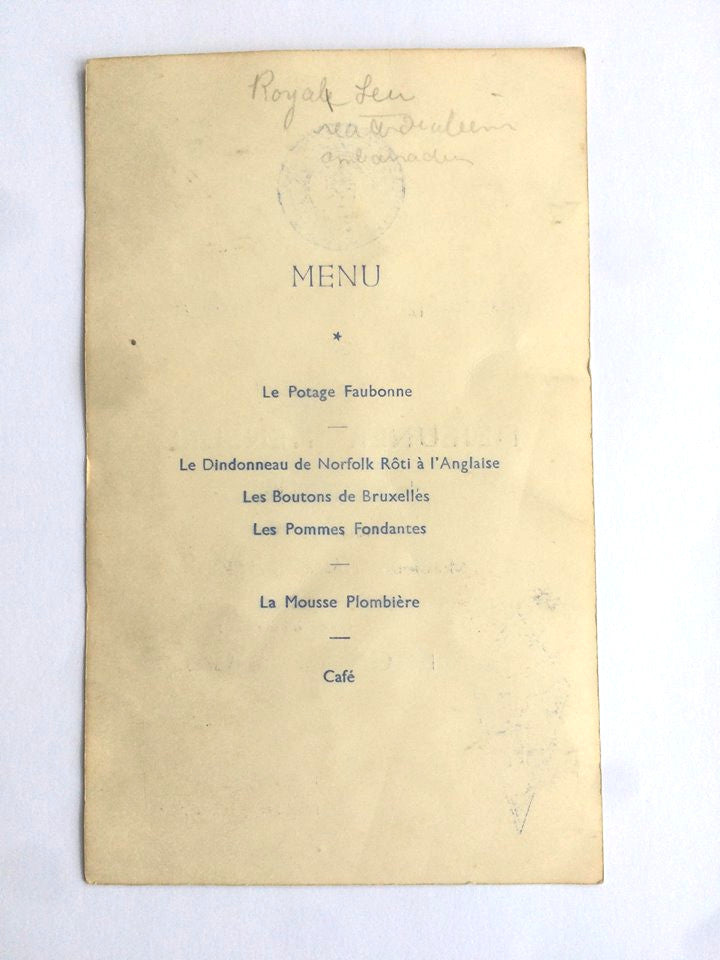 Royale
MENU
*
Le Potage Faubonne
Le Dindonneau de Norfolk Rôti à l'Anglaise
Les Boutons de Bruxelles
Les Pommes Fondantes
La Mousse Plombière
Café